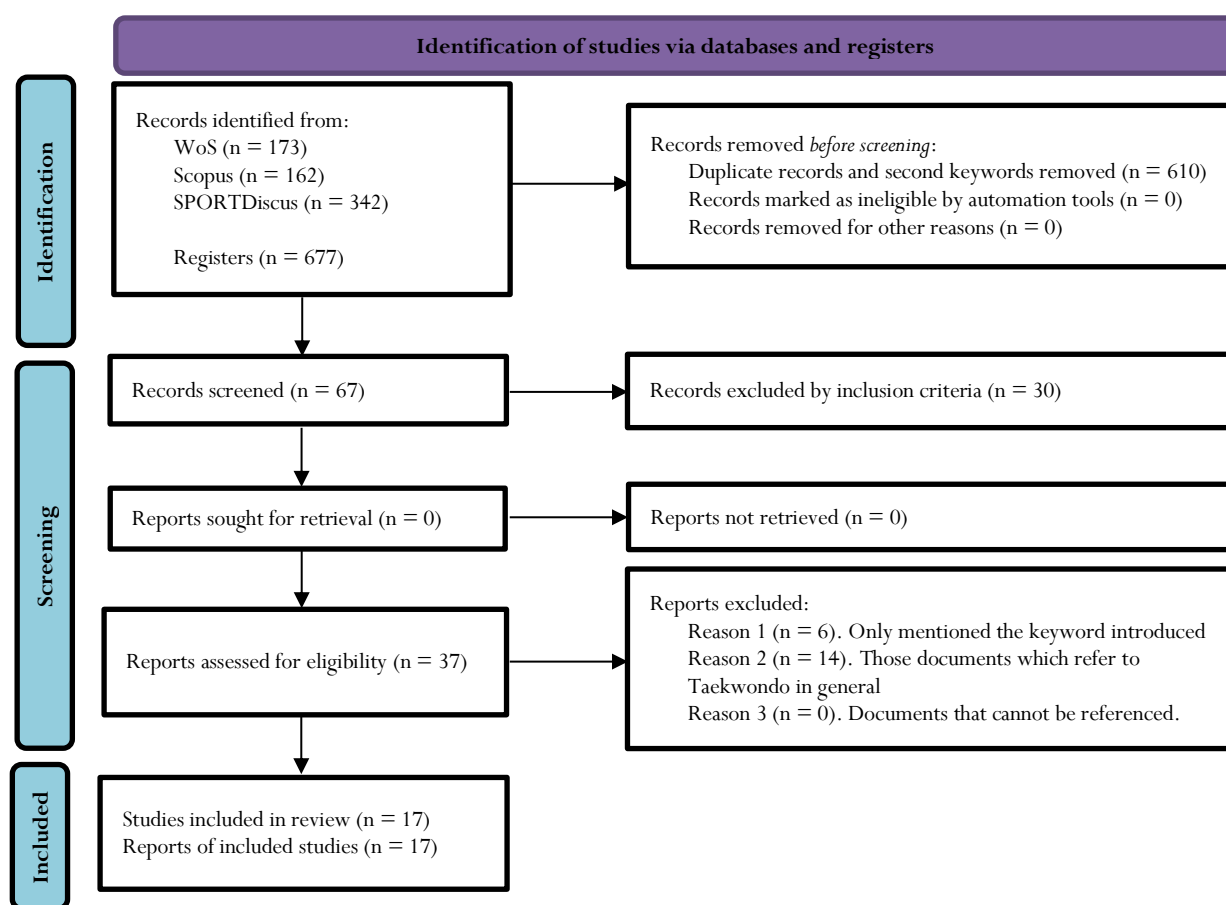 Identification of studies via databases and registers
Identification
Records identified from:
WoS (n = 173)
Scopus (n = 162)
SPORTDiscus (n = 342)
Registers (n = 677)
Records removed before screening:
Duplicate records and second keywords removed (n = 610)
Records marked as ineligible by automation tools (n = 0)
Records removed for other reasons (n = 0)
Screening
Records screened (n = 67)
Records excluded by inclusion criteria (n = 30)
Reports sought for retrieval (n = 0)
Reports not retrieved (n = 0)
Reports assessed for eligibility (n = 37)
Reports excluded:
Reason 1 (n = 6). Only mentioned the keyword introduced
Reason 2 (n = 14). Those documents which refer to
Taekwondo in general
Reason 3 (n = 0). Documents that cannot be referenced.
Included
Studies included in review (n = 17)
Reports of included studies (n = 17)